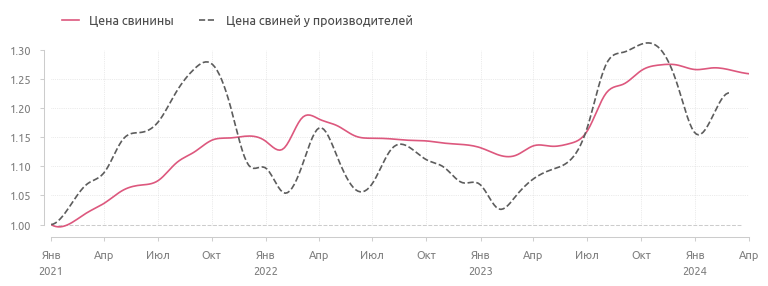 Цена свинины Цена свиней у производителей
1.30
1.25
1.20
1.15
1.10
1.05
1.00
Янв Апр Июл Окт Янв Апр Июл Окт Янв Апр Июл Окт Янв Апр
2021 2022 2023 2024